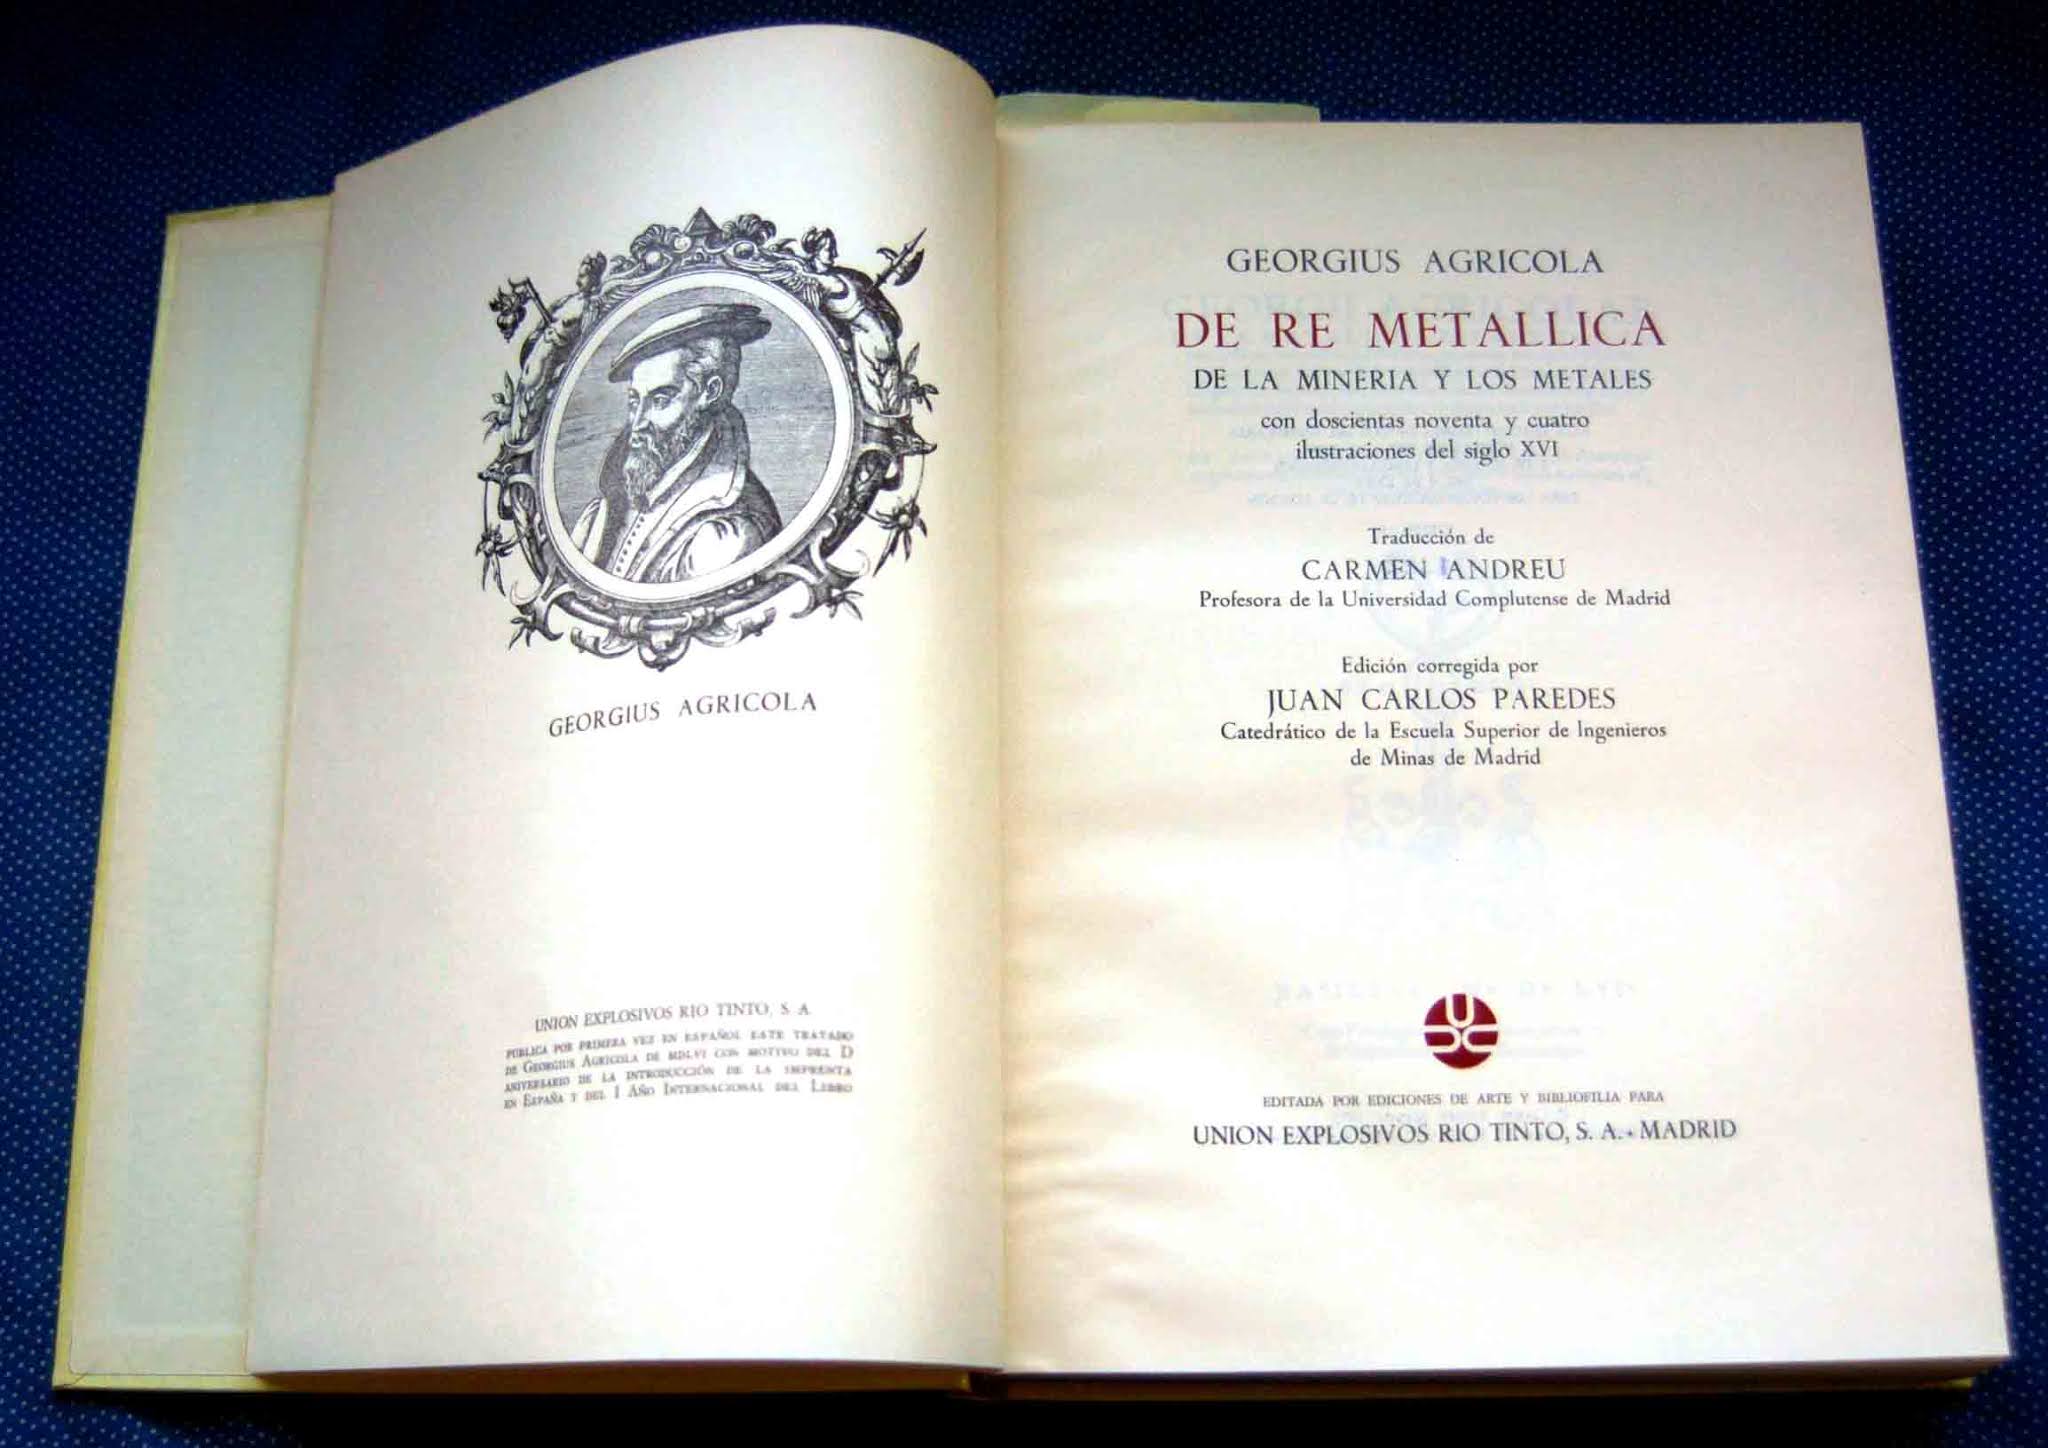 GEORGIUS AGRICOLA
UNION EXPLOSIVOS RIO TINTO, S. A.
PUBLICA POR PRIMERA VEZ EN ESPAÑOL ESTE TRATADO
DE GEORGIUS AGRICOLA DE MDLVI CON MOTIVO DEL D
ANIVERSARIO DE LA INTRODUCCIÓN DE LA IMPRENTA
EN ESPAÑA Y DEL I AÑO INTERNACIONAL DEL LIBRO
GEORGIUS AGRICOLA
DE RE METALLICA
DE LA MINERIA Y LOS METALES
con doscientas noventa y cuatro
ilustraciones del siglo XVI
Traducción de
CARMEN ANDREU
Profesora de la Universidad Complutense de Madrid
Edición corregida por
JUAN CARLOS PAREDES
Catedrático de la Escuela Superior de Ingenieros
de Minas de Madrid
EDITADA POR EDICIONES DE ARTE Y BIBLIOFILIA PARA
UNION EXPLOSIVOS RIO TINTO, S. A. • MADRID